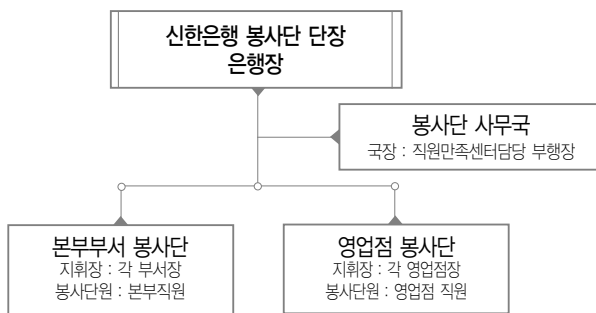 신한은행 봉사단 단장
은행장
봉사단 사무국
국장 : 직원만족센터담당 부행장
본부부서 봉사단
지휘장 : 각 부서장
봉사단원 : 본부직원
영업점 봉사단
지휘장 : 각 영업점장
봉사단원 : 영업점 직원